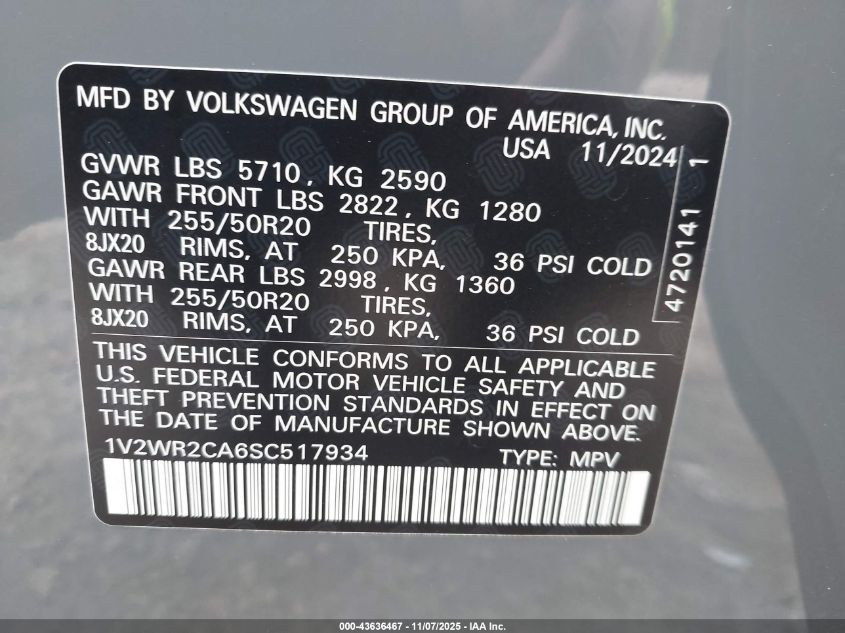 MFD BY VOLKSWAGEN GROUP OF AMERICA, INC.
USA 11/2024
GVWR LBS 5710, KG 2590
GAWR FRONT LBS 2822, KG 1280
WITH 255/50R20 TIRES,
8JX20 RIMS, AT 250 KPA, 36 PSI COLD
GAWR REAR LBS 2998, KG 1360
WITH 255/50R20 TIRES,
8JX20 RIMS, AT 250 KPA, 36 PSI COLD
4720141 1
THIS VEHICLE CONFORMS TO ALL APPLICABLE
U.S. FEDERAL MOTOR VEHICLE SAFETY AND
THEFT PREVENTION STANDARDS IN EFFECT ON
THE DATE OF MANUFACTURE SHOWN ABOVE.
1V2WR2CA6SC517934 TYPE: MPV
000-43636467 - 11/07/2025 - IAA Inc.